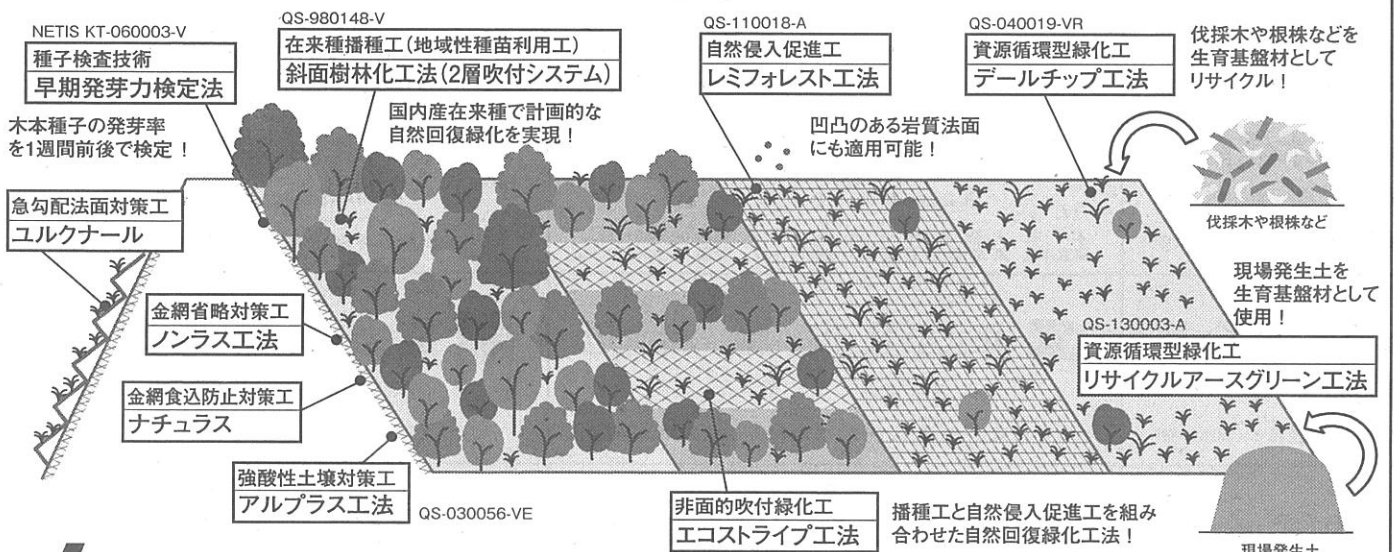 NETIS KT-060003-V
種子検査技術
早期発芽力検定法
木本種子の発芽率
を1週間前後で検定！
QS-980148-V
在来種播種工（地域性種苗利用工）
斜面樹林化工法（2層吹付システム）
国内産在来種で計画的な
自然回復緑化を実現！
QS-110018-A
自然侵入促進工
レミフォレスト工法
凹凸のある岩質法面
にも適用可能！
QS-040019-VR
資源循環型緑化工
デールチップ工法
伐採木や根株などを
生育基盤材として
リサイクル！
伐採木や根株など
急勾配法面対策工
ユルクナール
金網省略対策工
ノンラス工法
金網食込防止対策工
ナチュラス
強酸性土壌対策工
アルプラス工法
QS-030056-VE
非面的吹付緑化工
エコストライプ工法
播種工と自然侵入促進工を組み
合わせた自然回復緑化工法！
現場発生土を
生育基盤材として
使用！
QS-130003-A
資源循環型緑化工
リサイクルアースグリーン工法
現場発生土